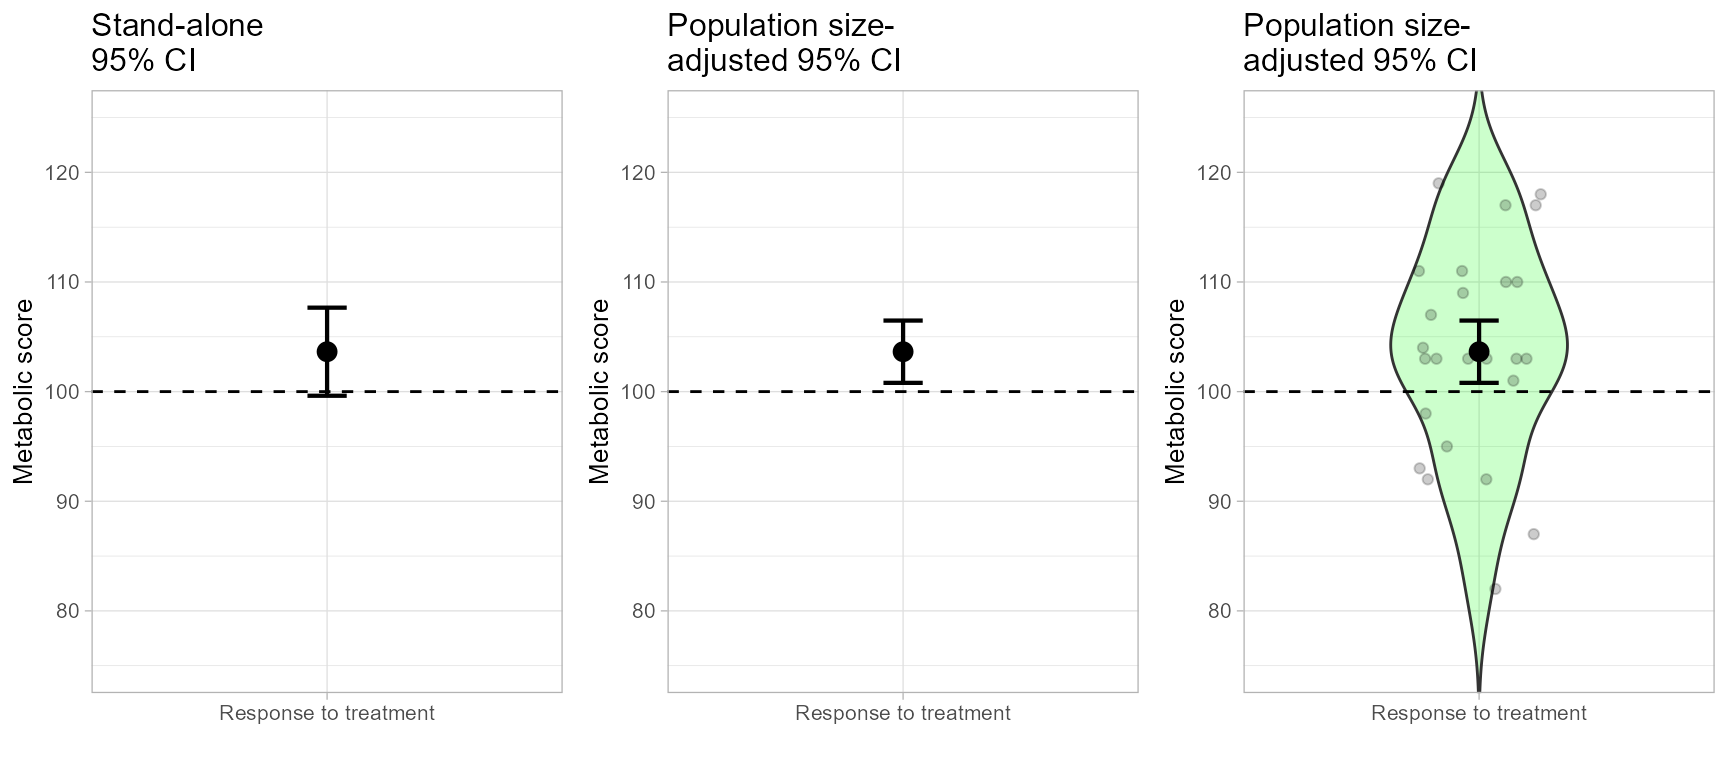 Stand-alone
95% CI
Metabolic score
120
110
100
90
80
Response to treatment
Population size-
adjusted 95% CI
Metabolic score
120
110
100
90
80
Response to treatment
Population size-
adjusted 95% CI
Metabolic score
120
110
100
90
80
Response to treatment